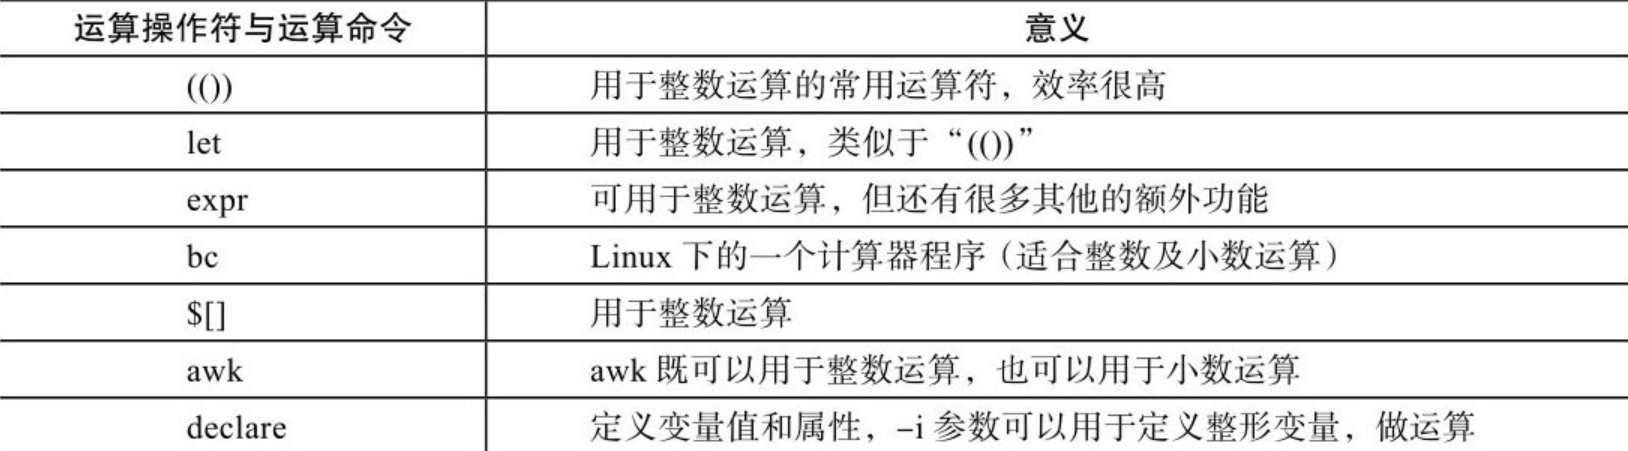 运算操作符与运算命令 意义
(()) 用于整数运算的常用运算符，效率很高
let 用于整数运算，类似于“(())”
expr 可用于整数运算，但还有很多其他的额外功能
bc Linux 下的一个计算器程序（适合整数及小数运算）
$[] 用于整数运算
awk awk 既可以用于整数运算，也可以用于小数运算
declare 定义变量值和属性，–i 参数可以用于定义整形变量，做运算